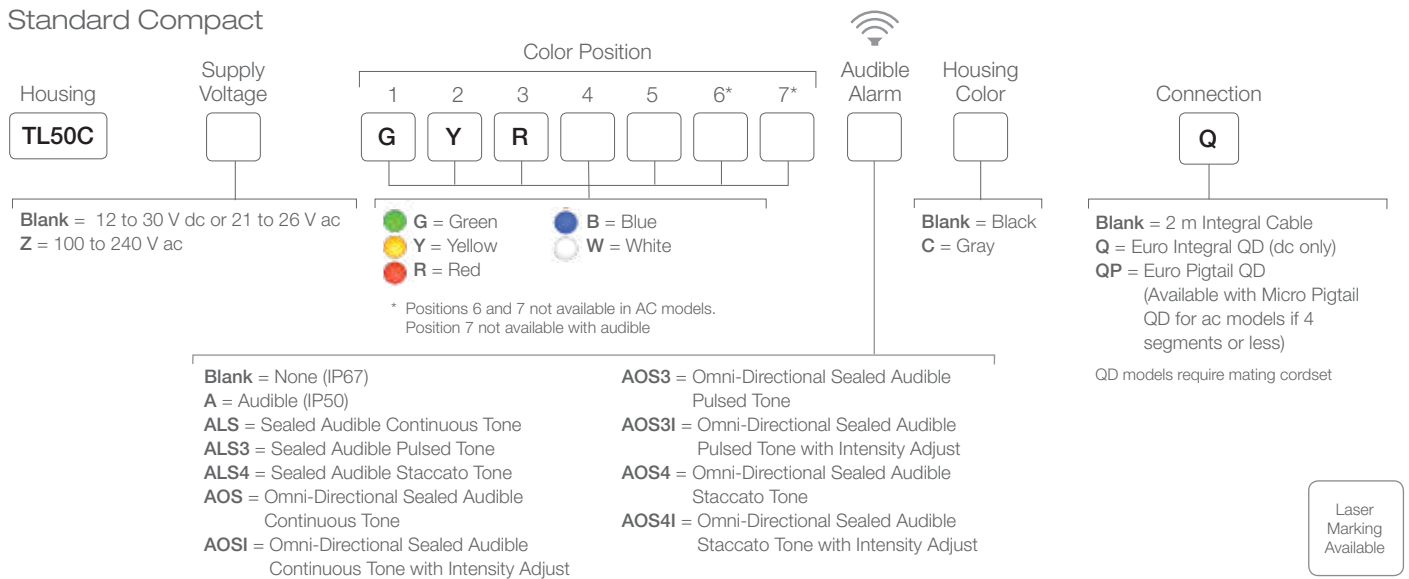 Standard Compact
Color Position
Supply
Voltage
Audible
Alarm
Housing
Color
Housing
1 2 3 4 5 6* 7*
Connection
TL50C
G Y R
Q
Blank = 12 to 30 V dc or 21 to 26 V ac
Z = 100 to 240 V ac
G = Green
Y = Yellow
R = Red
B = Blue
W = White
* Positions 6 and 7 not available in AC models.
Position 7 not available with audible
Blank = Black
C = Gray
Blank = 2 m Integral Cable
Q = Euro Integral QD (dc only)
QP = Euro Pigtail QD
(Available with Micro Pigtail
QD for ac models if 4
segments or less)
QD models require mating cordset
Blank = None (IP67)
A = Audible (IP50)
ALS = Sealed Audible Continuous Tone
ALS3 = Sealed Audible Pulsed Tone
ALS4 = Sealed Audible Staccato Tone
AOS = Omni-Directional Sealed Audible
Continuous Tone
AOSI = Omni-Directional Sealed Audible
Continuous Tone with Intensity Adjust
AOS3 = Omni-Directional Sealed Audible
Pulsed Tone
AOS3I = Omni-Directional Sealed Audible
Pulsed Tone with Intensity Adjust
AOS4 = Omni-Directional Sealed Audible
Staccato Tone
AOS4I = Omni-Directional Sealed Audible
Staccato Tone with Intensity Adjust
Laser
Marking
Available